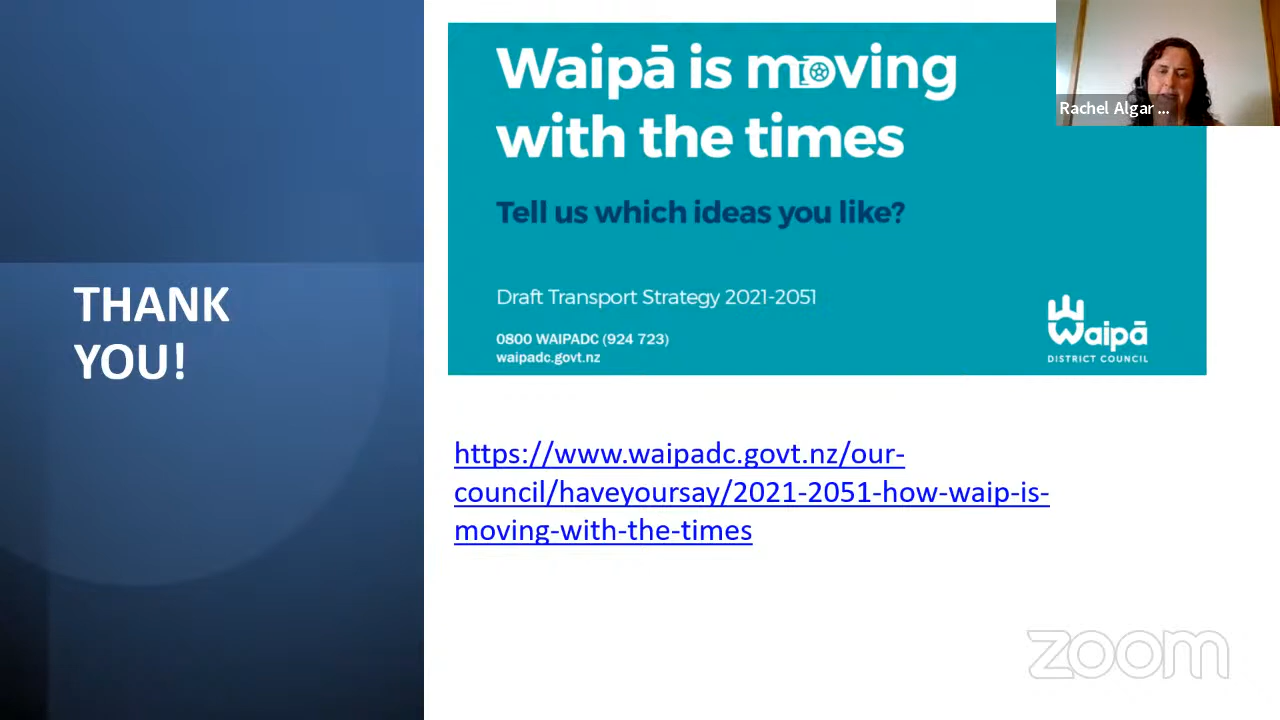 THANK
YOU!
Waipā is moving
with the times
Tell us which ideas you like?
Draft Transport Strategy 2021-2051
0800 WAIPADC (924 723)
waipadc.govt.nz
Waipā
DISTRICT COUNCIL
Rachel Algar ...
https://www.waipadc.govt.nz/our-
council/haveyoursay/2021-2051-how-waip-is-
moving-with-the-times
zoom